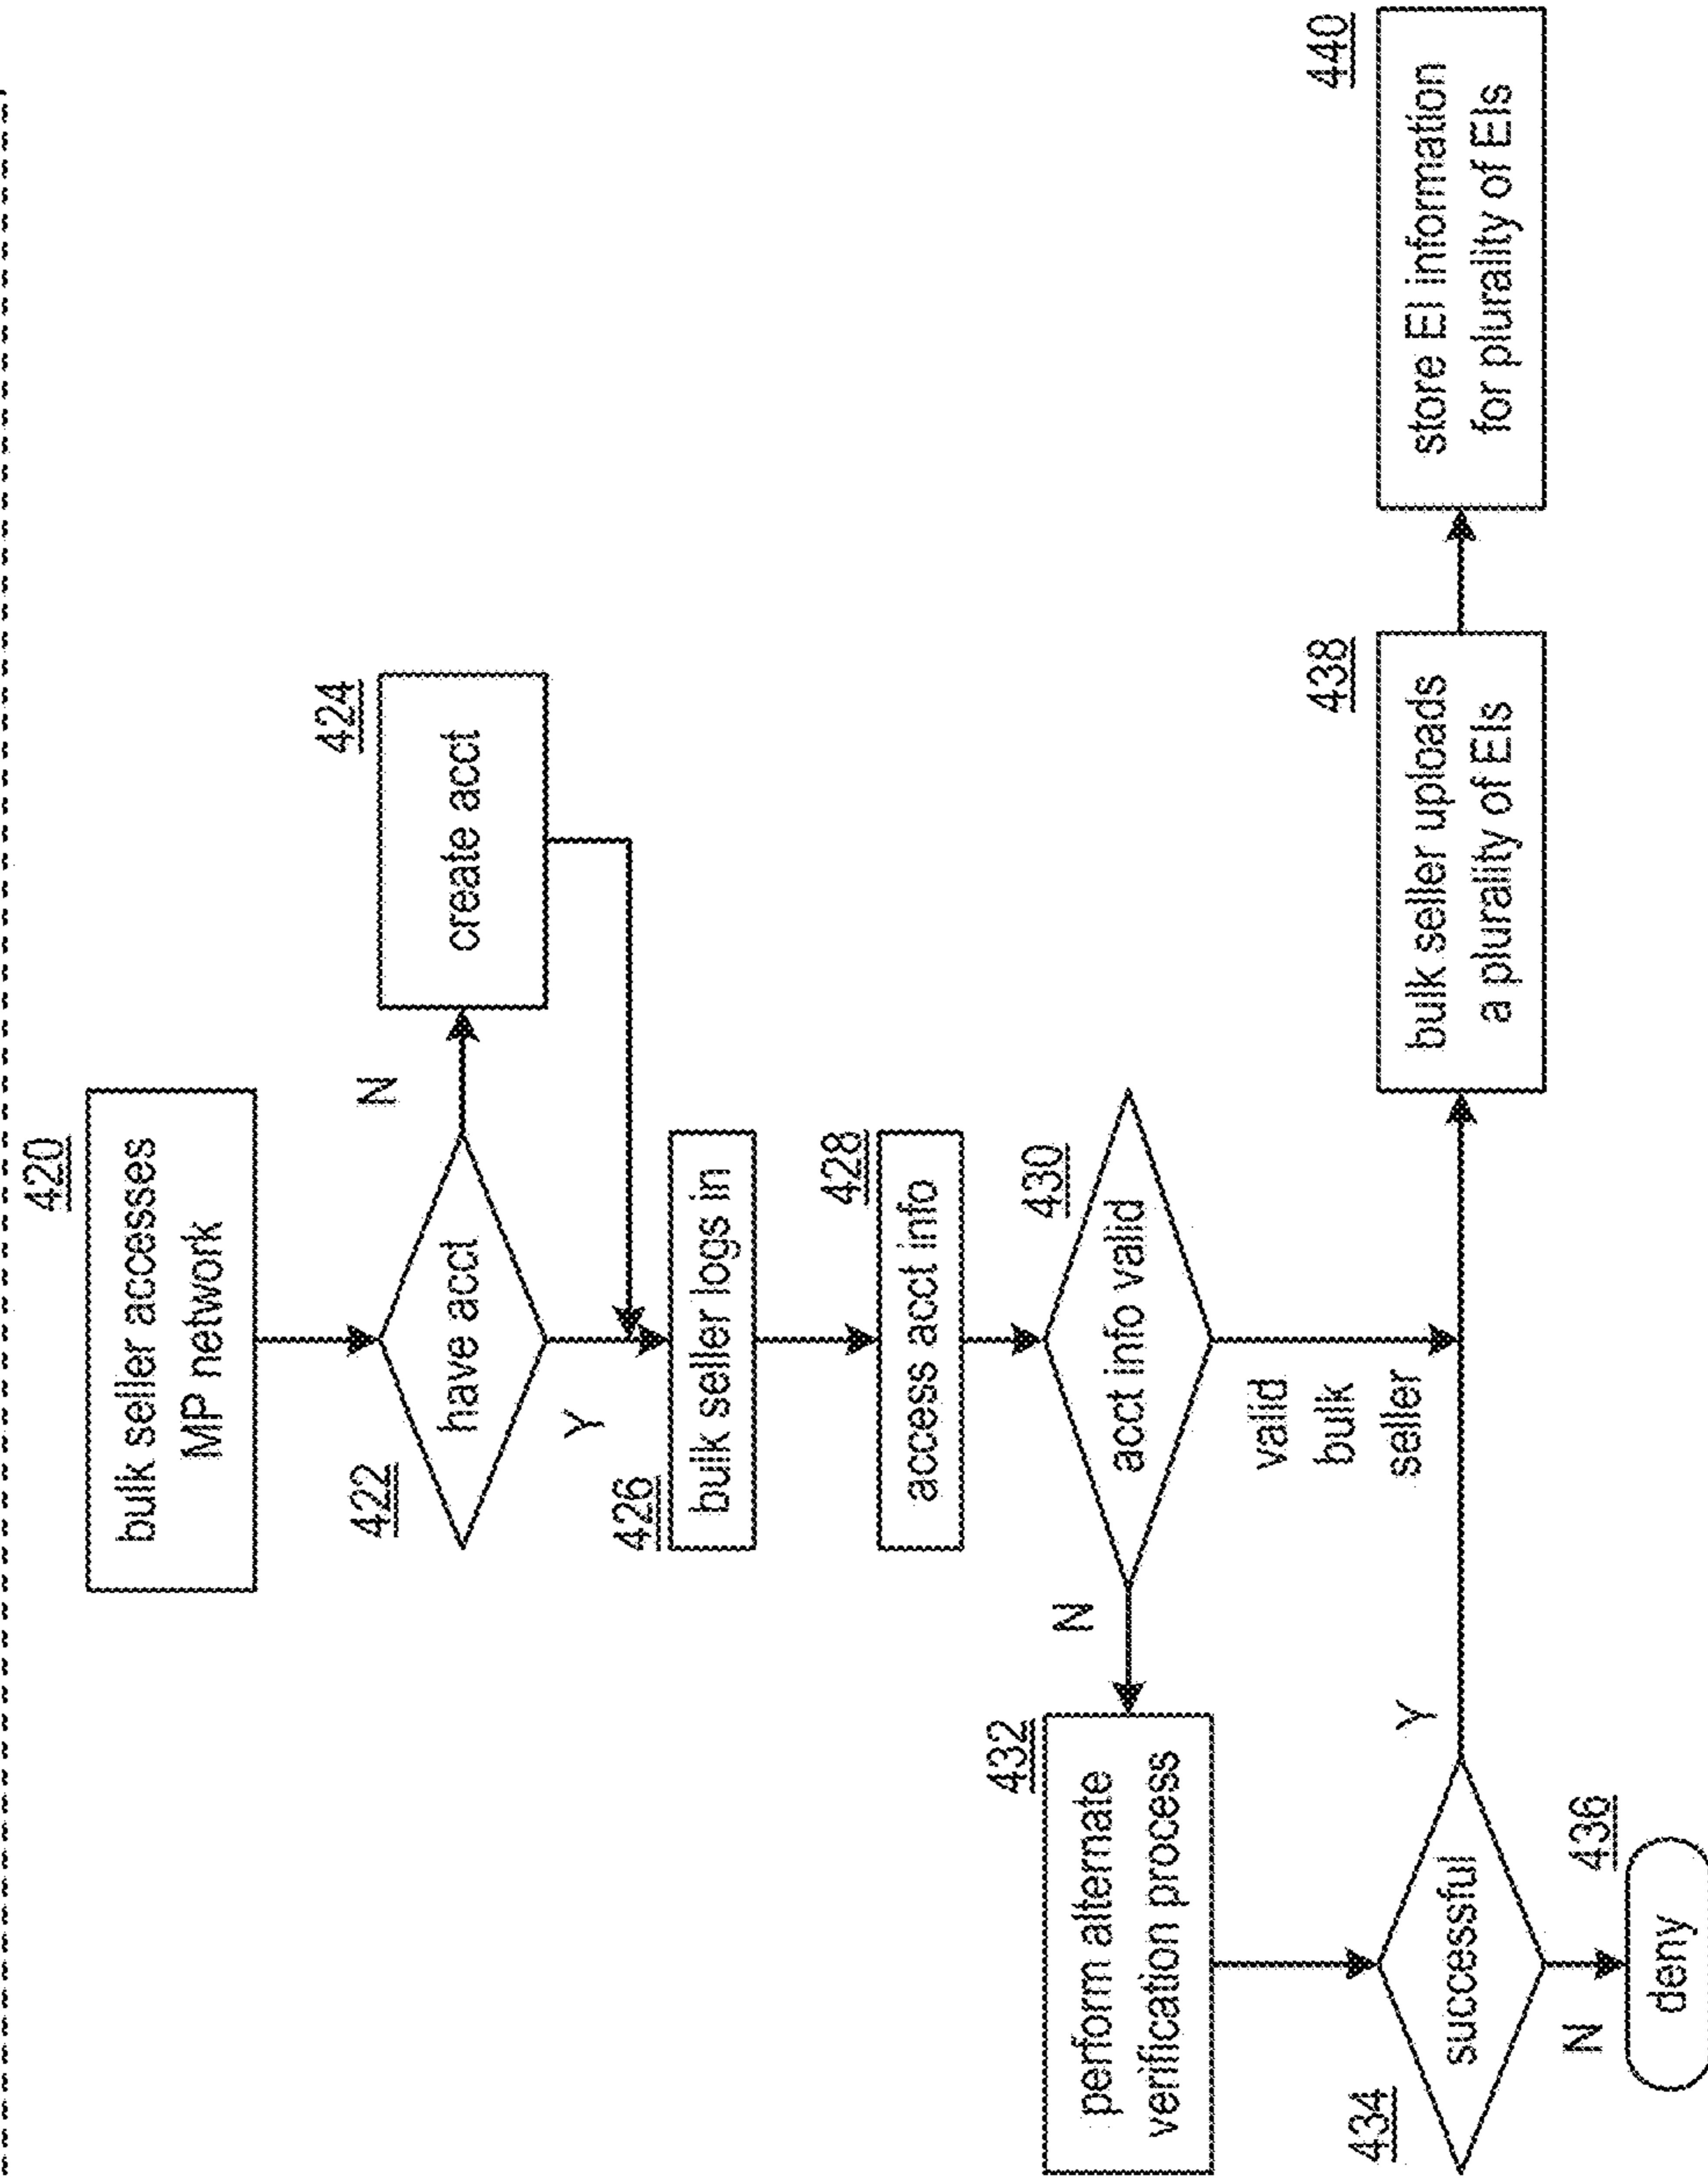 420
bulk seller accesses
MP network
422
have acct
N
424
create acct
Y
426
bulk seller logs in
428
access acct info
430
acct info valid
N
valid
bulk
seller
432
perform alternate
verification process
434
successful
Y
N
436
deny
438
bulk seller uploads
a plurality of EIs
440
store EI information
for plurality of EIs